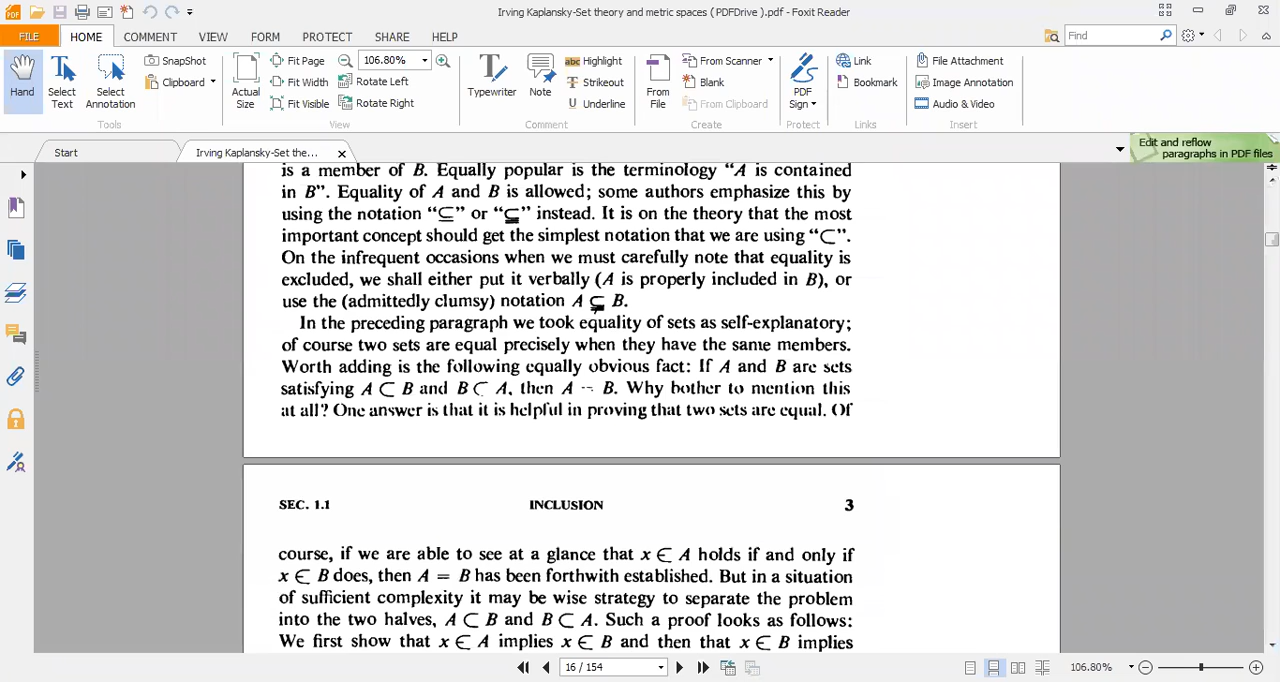 Irving Kaplansky-Set theory and metric spaces ( PDFDrive ).pdf - Foxit Reader
FILE HOME COMMENT VIEW FORM PROTECT SHARE HELP
Find
Hand
Select Text
Select Annotation
SnapShot
Clipboard
Tools
Actual Size
Fit Page
Fit Width
Fit Visible
106.80%
Rotate Left
Rotate Right
View
Typewriter
Note
Highlight
Strikeout
Underline
Comment
From File
From Scanner
Blank
From Clipboard
Create
PDF Sign
Protect
Link
Bookmark
Links
File Attachment
Image Annotation
Audio & Video
Insert
Start
Irving Kaplansky-Set the...
Edit and reflow
paragraphs in PDF files
is a member of B. Equally popular is the terminology “A is contained
in B”. Equality of A and B is allowed; some authors emphasize this by
using the notation “⊆” or “⊆” instead. It is on the theory that the most
important concept should get the simplest notation that we are using “⊂”.
On the infrequent occasions when we must carefully note that equality is
excluded, we shall either put it verbally (A is properly included in B), or
use the (admittedly clumsy) notation A ⊊ B.
In the preceding paragraph we took equality of sets as self-explanatory;
of course two sets are equal precisely when they have the same members.
Worth adding is the following equally obvious fact: If A and B are sets
satisfying A ⊂ B and B ⊂ A, then A = B. Why bother to mention this
at all? One answer is that it is helpful in proving that two sets are equal. Of
SEC. 1.1 INCLUSION 3
course, if we are able to see at a glance that x ∈ A holds if and only if
x ∈ B does, then A = B has been forthwith established. But in a situation
of sufficient complexity it may be wise strategy to separate the problem
into the two halves, A ⊂ B and B ⊂ A. Such a proof looks as follows:
We first show that x ∈ A implies x ∈ B and then that x ∈ B implies
16 / 154
106.80%